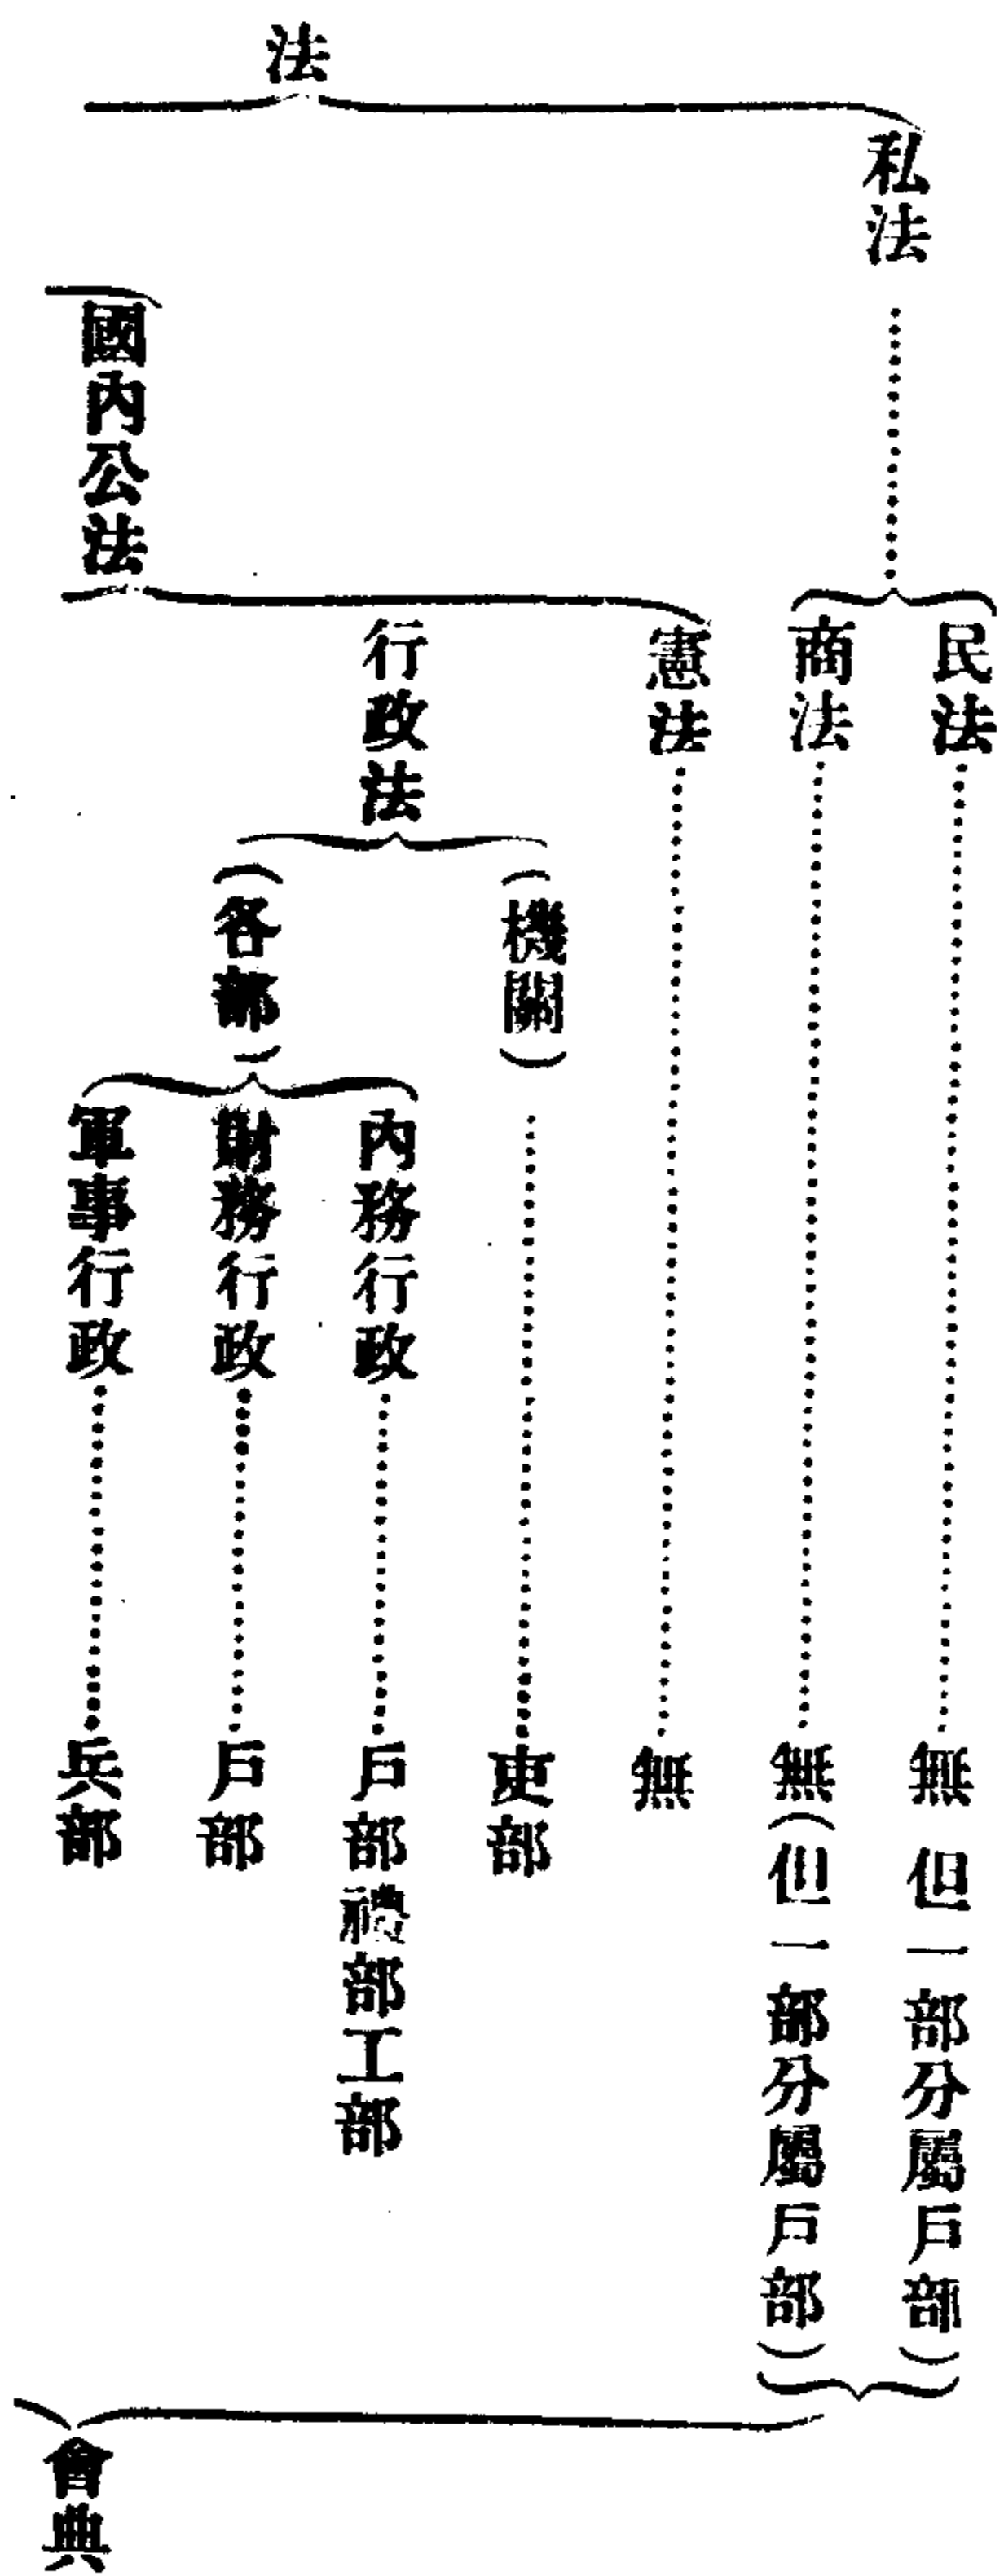 法
私法
民法……無 但一部分屬戶部）
商法……無（但一部分屬戶部）
國內公法
憲法……無
行政法
（機關）……吏部
（各部）
內務行政……戶部禮部工部
財務行政……戶部
軍事行政……兵部
會典